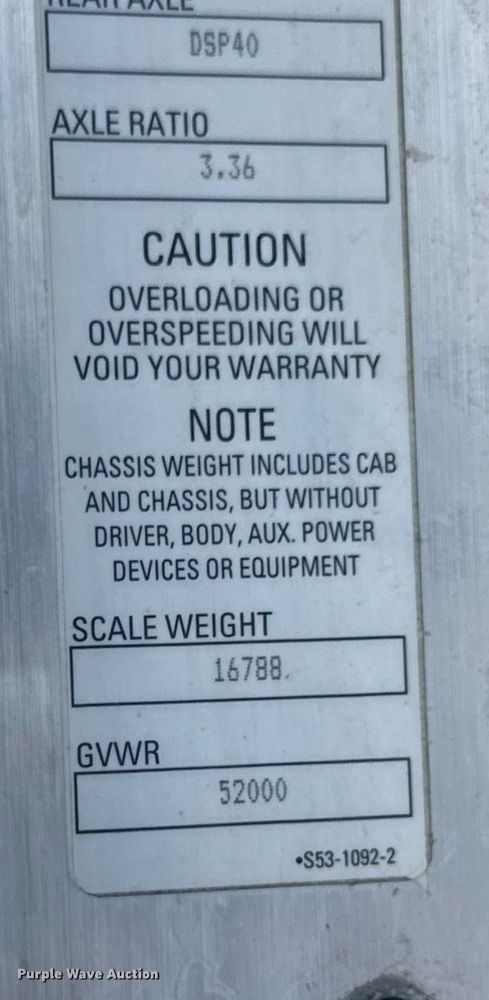 REAR AXLE
DSP40
AXLE RATIO
3.36
CAUTION
OVERLOADING OR
OVERSPEEDING WILL
VOID YOUR WARRANTY
NOTE
CHASSIS WEIGHT INCLUDES CAB
AND CHASSIS, BUT WITHOUT
DRIVER, BODY, AUX. POWER
DEVICES OR EQUIPMENT
SCALE WEIGHT
16788.
GVWR
52000
•S53-1092-2
Purple Wave Auction